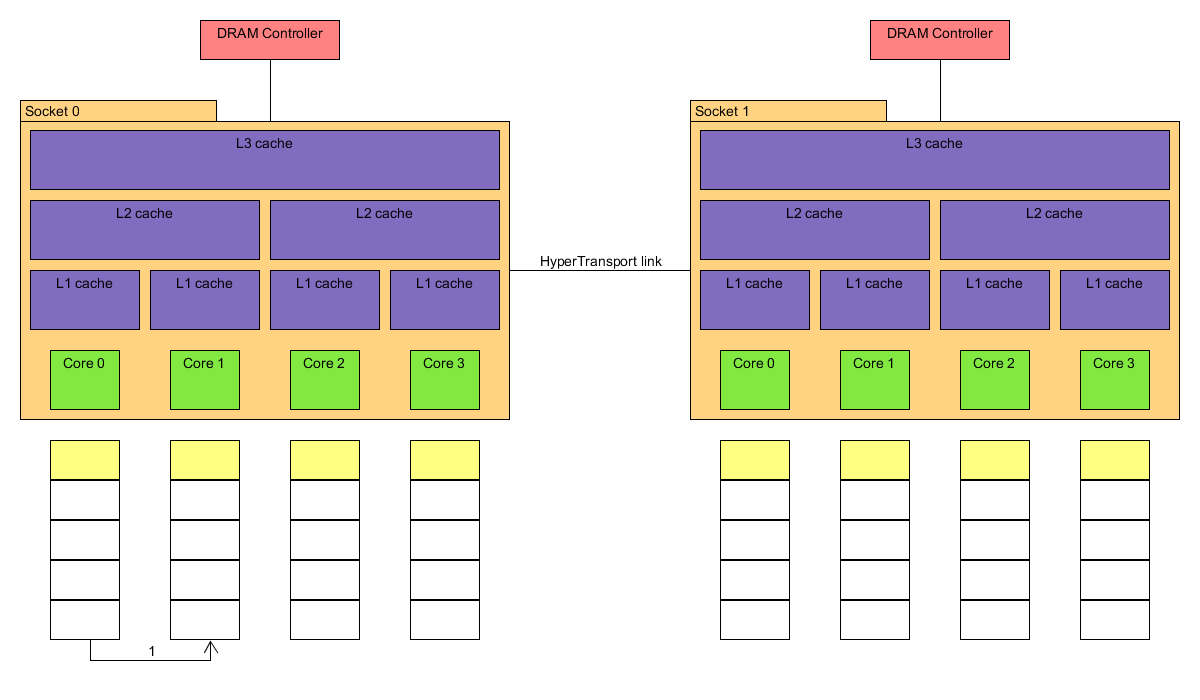 DRAM Controller
DRAM Controller
Socket 0
Socket 1
L3 cache
L3 cache
L2 cache
L2 cache
L2 cache
L2 cache
HyperTransport link
L1 cache
L1 cache
L1 cache
L1 cache
L1 cache
L1 cache
L1 cache
L1 cache
Core 0
Core 1
Core 2
Core 3
Core 0
Core 1
Core 2
Core 3
1